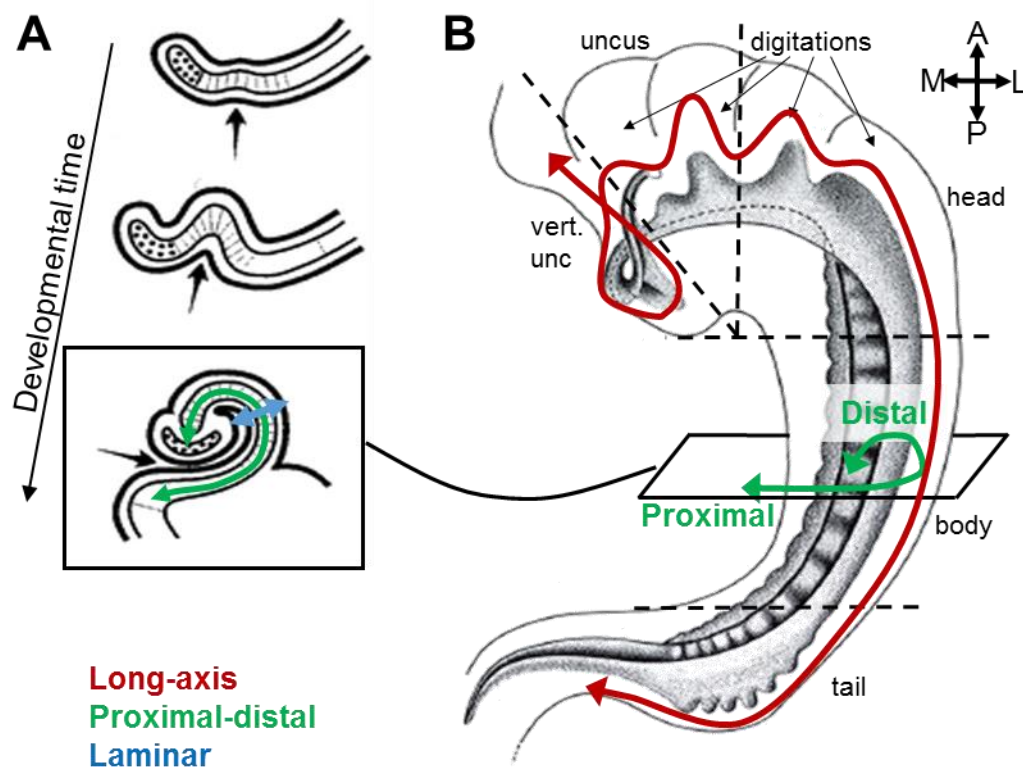 A
Developmental time
Long-axis
Proximal-distal
Laminar
B
uncus
digitations
A
M
L
P
head
vert.
unc
Distal
Proximal
body
tail